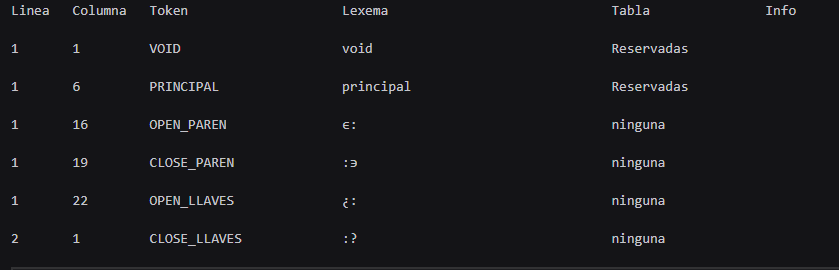 Linea Columna Token Lexema Tabla Info
1 1 VOID void Reservadas
1 6 PRINCIPAL principal Reservadas
1 16 OPEN_PAREN є: ninguna
1 19 CLOSE_PAREN :э ninguna
1 22 OPEN_LLAVES ¿: ninguna
2 1 CLOSE_LLAVES :? ninguna